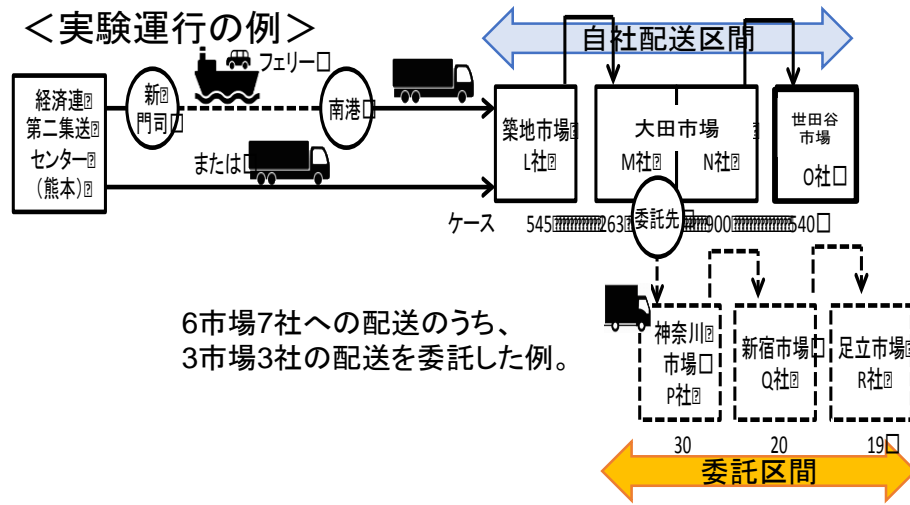 ＜実験運行の例＞
自社配送区間
フェリー
経済連
第二集送
センター
（熊本）
新
門司
南港
または
築地市場
L社
大田市場
M社
N社
世田谷
市場
O社
ケース
545
263
委託先
900
540
6市場7社への配送のうち、
3市場3社の配送を委託した例。
神奈川
市場
P社
新宿市場
Q社
足立市場
R社
30
20
19
委託区間